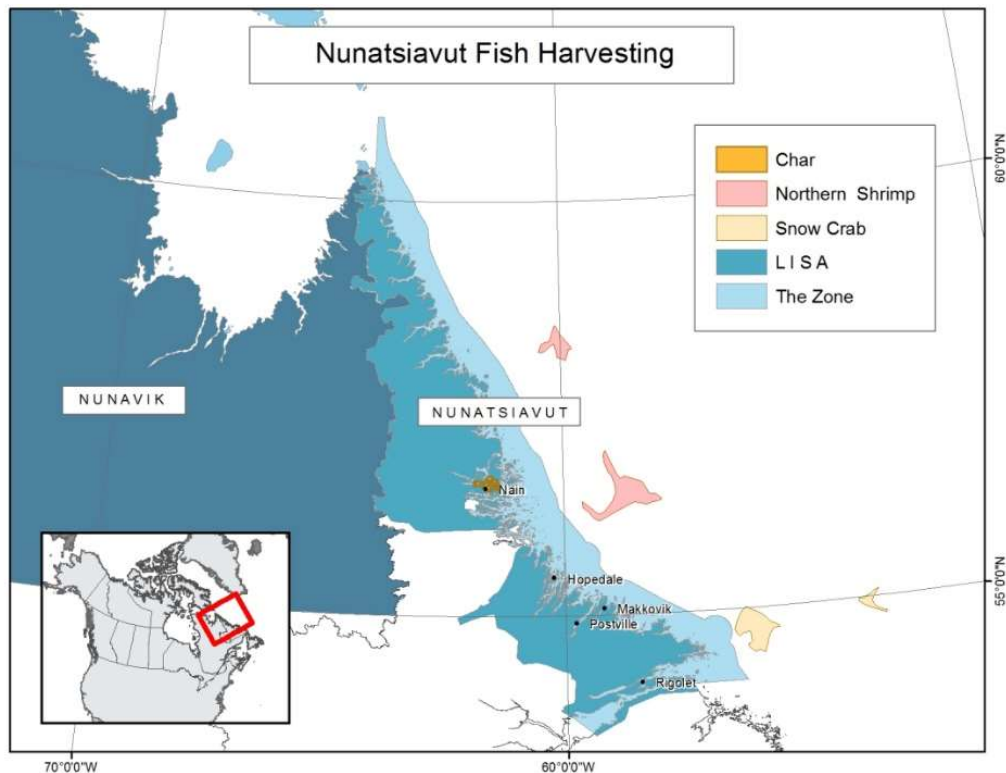 Nunatsiavut Fish Harvesting
Char
Northern Shrimp
Snow Crab
L I S A
The Zone
60°0'0"N
N U N A V I K
N U N A T S I A V U T
Nain
Hopedale
Makkovik
Postville
Rigolet
55°0'0"N
70°0'0"W
60°0'0"W